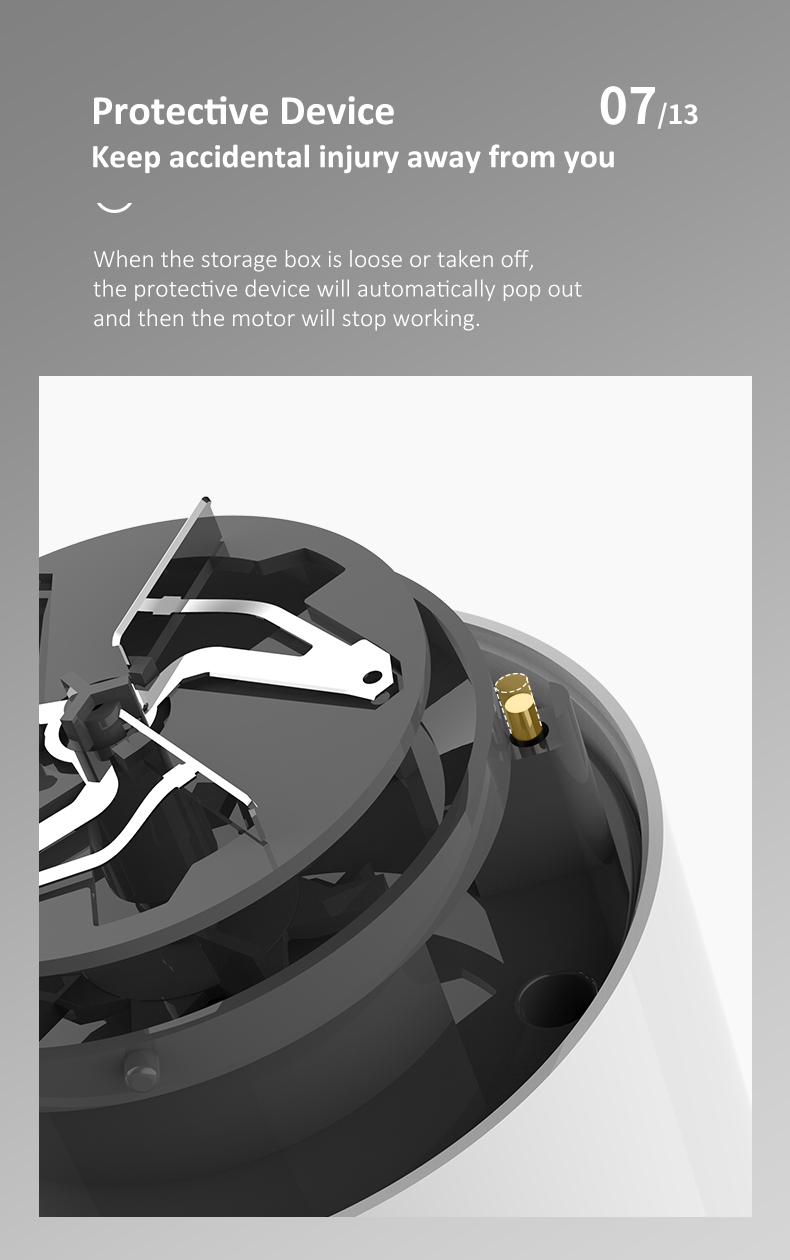 Protective Device
07/13
Keep accidental injury away from you
When the storage box is loose or taken off,
the protective device will automatically pop out
and then the motor will stop working.